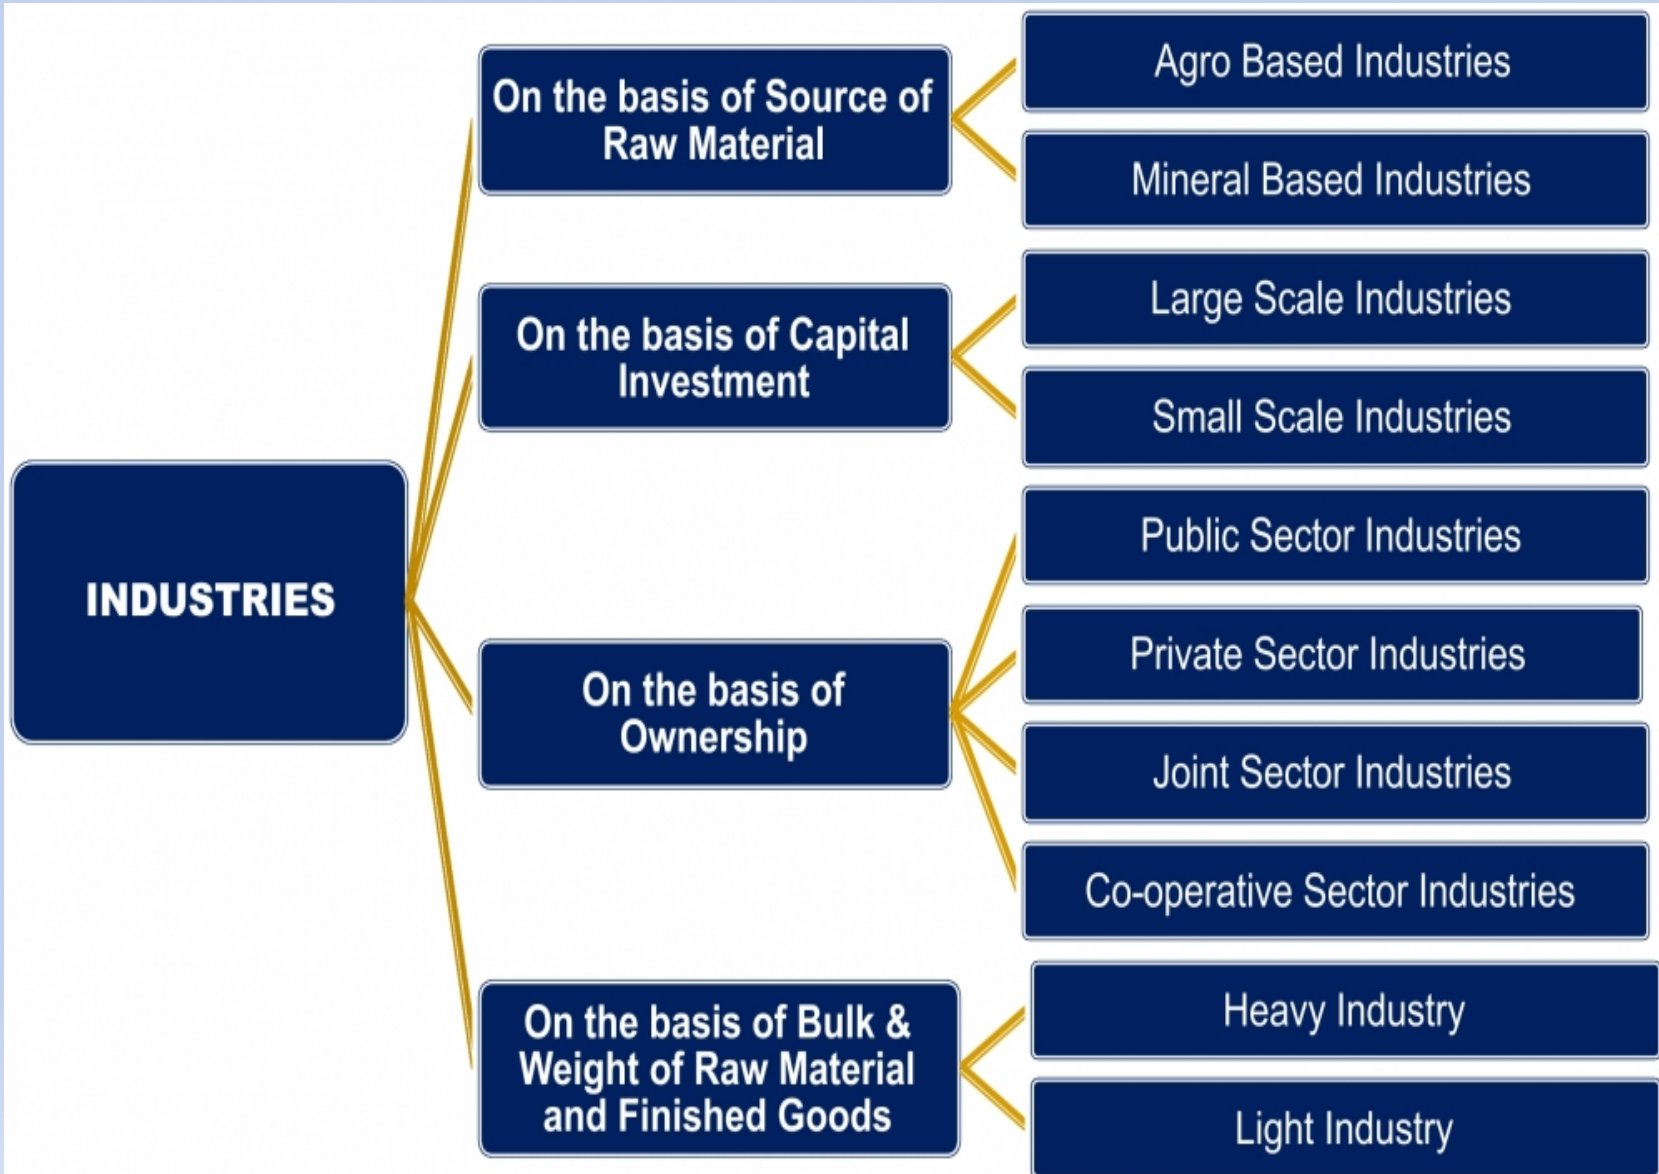 INDUSTRIES
On the basis of Source of
Raw Material
Agro Based Industries
Mineral Based Industries
On the basis of Capital
Investment
Large Scale Industries
Small Scale Industries
On the basis of
Ownership
Public Sector Industries
Private Sector Industries
Joint Sector Industries
Co-operative Sector Industries
On the basis of Bulk &
Weight of Raw Material
and Finished Goods
Heavy Industry
Light Industry